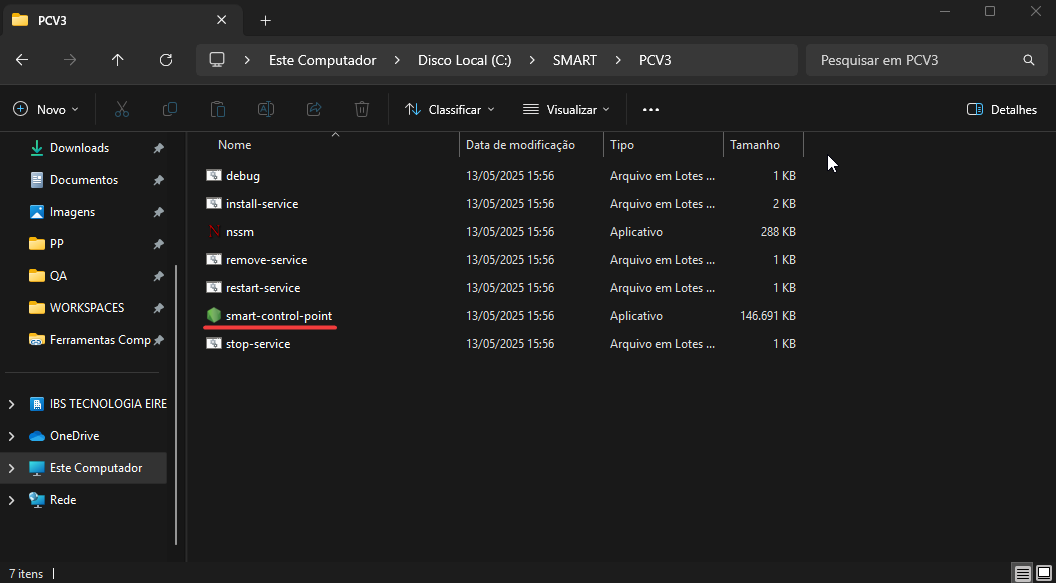 PCV3
Este Computador > Disco Local (C:) > SMART > PCV3
Pesquisar em PCV3
Novo
Classificar
Visualizar
Detalhes
Downloads
Documentos
Imagens
PP
QA
WORKSPACES
Ferramentas Comp
IBS TECNOLOGIA EIRE
OneDrive
Este Computador
Rede
Nome Data de modificação Tipo Tamanho
debug 13/05/2025 15:56 Arquivo em Lotes ... 1 KB
install-service 13/05/2025 15:56 Arquivo em Lotes ... 2 KB
nssm 13/05/2025 15:56 Aplicativo 288 KB
remove-service 13/05/2025 15:56 Arquivo em Lotes ... 1 KB
restart-service 13/05/2025 15:56 Arquivo em Lotes ... 1 KB
smart-control-point 13/05/2025 15:56 Aplicativo 146.691 KB
stop-service 13/05/2025 15:56 Arquivo em Lotes ... 1 KB
7 itens